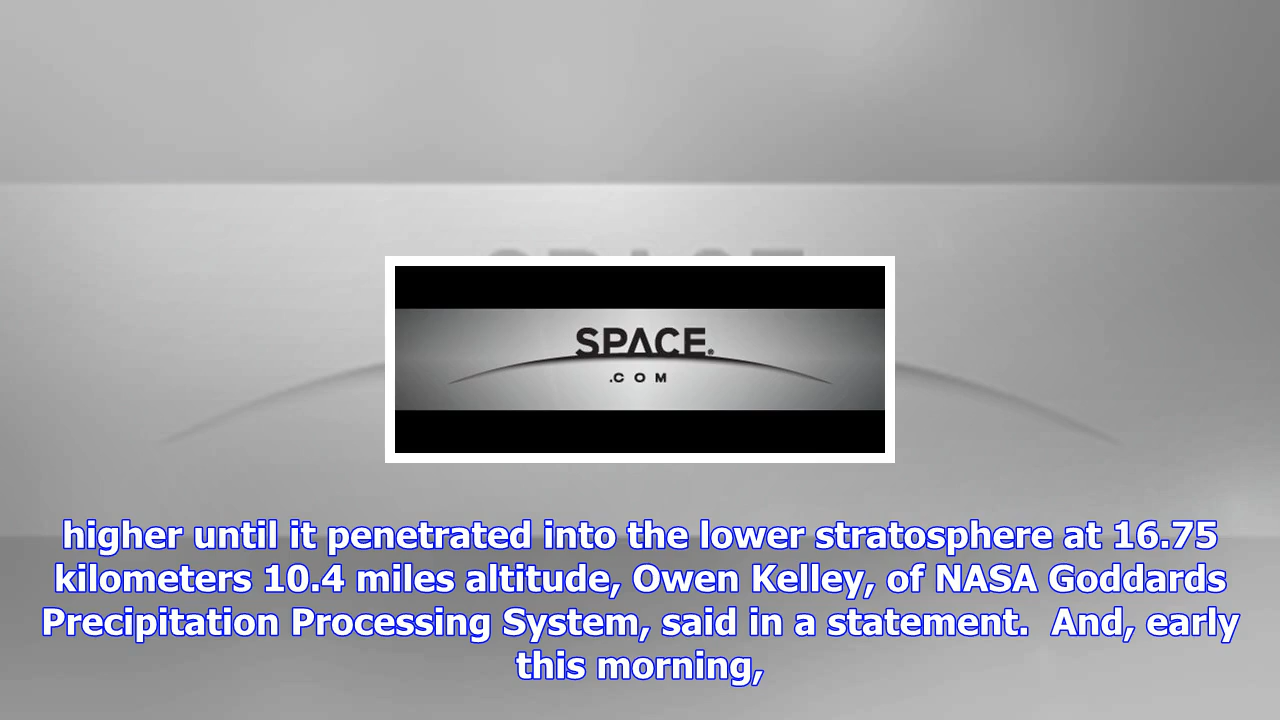 SPACE
SPACE®
.COM
higher until it penetrated into the lower stratosphere at 16.75
kilometers 10.4 miles altitude, Owen Kelley, of NASA Goddards
Precipitation Processing System, said in a statement.  And, early
this morning,